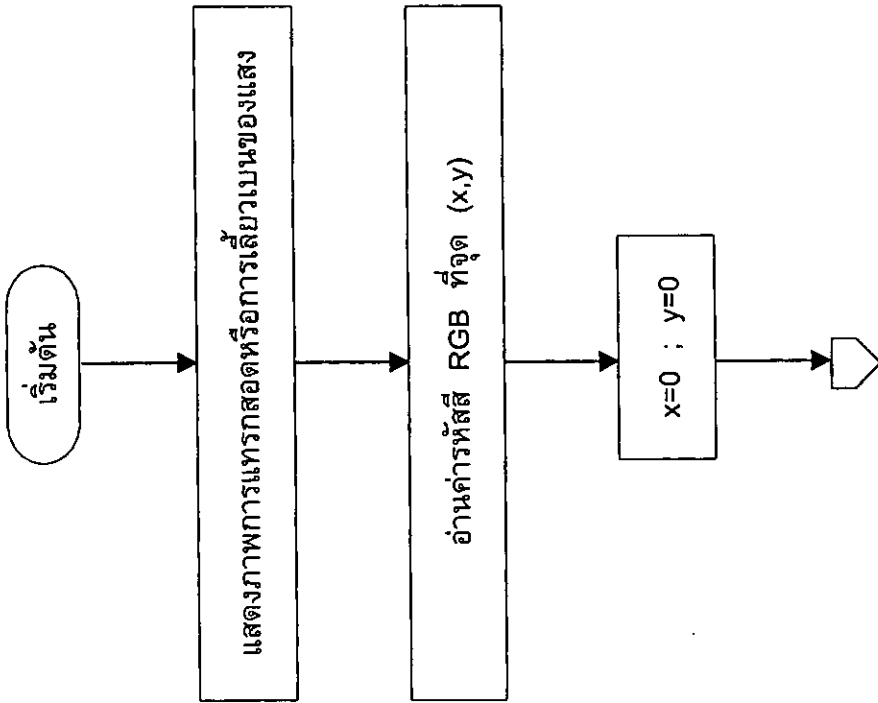 เริ่มต้น
แสดงภาพการแทรกสอดหรือการเลี้ยวเบนของแสง
อ่านค่ารหัสสี RGB ที่จุด (x,y)
x=0 ; y=0